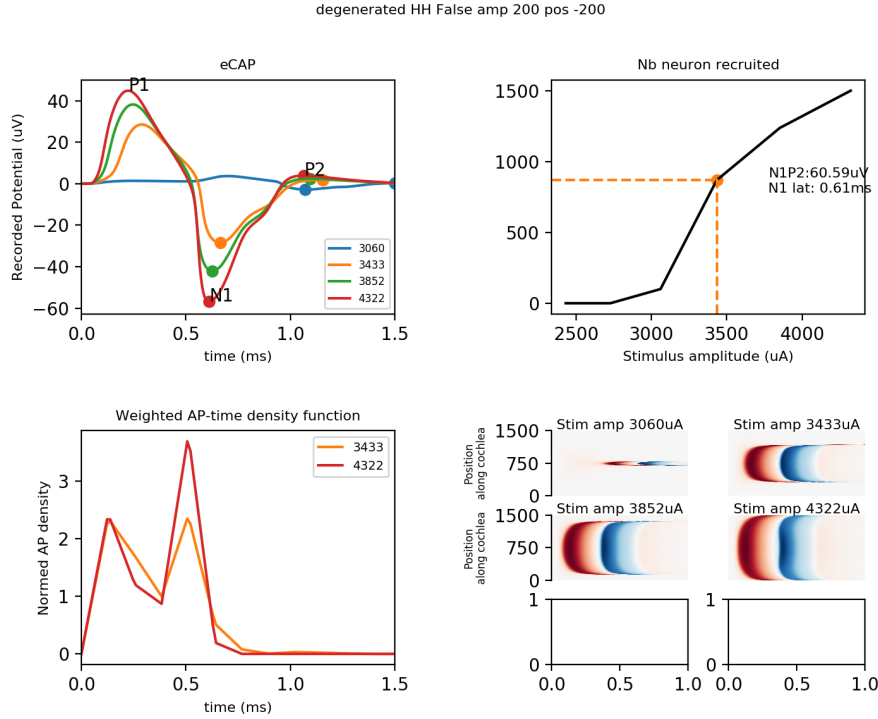 degenerated HH False amp 200 pos -200
eCAP
Recorded Potential (uV)
40
20
0
−20
−40
−60
P1
P2
N1
3060
3433
3852
4322
0.0 0.5 1.0 1.5
time (ms)
Nb neuron recruited
1500
1000
500
0
N1P2:60.59uV
N1 lat: 0.61ms
2500 3000 3500 4000
Stimulus amplitude (uA)
Weighted AP-time density function
Normed AP density
3
2
1
0
3433
4322
0.0 0.5 1.0 1.5
time (ms)
Stim amp 3060uA
Stim amp 3433uA
Position
along cochlea
1500
750
0
Stim amp 3852uA
Stim amp 4322uA
Position
along cochlea
1500
750
0
1
0
0.0 0.5 1.0
1
0
0.0 0.5 1.0